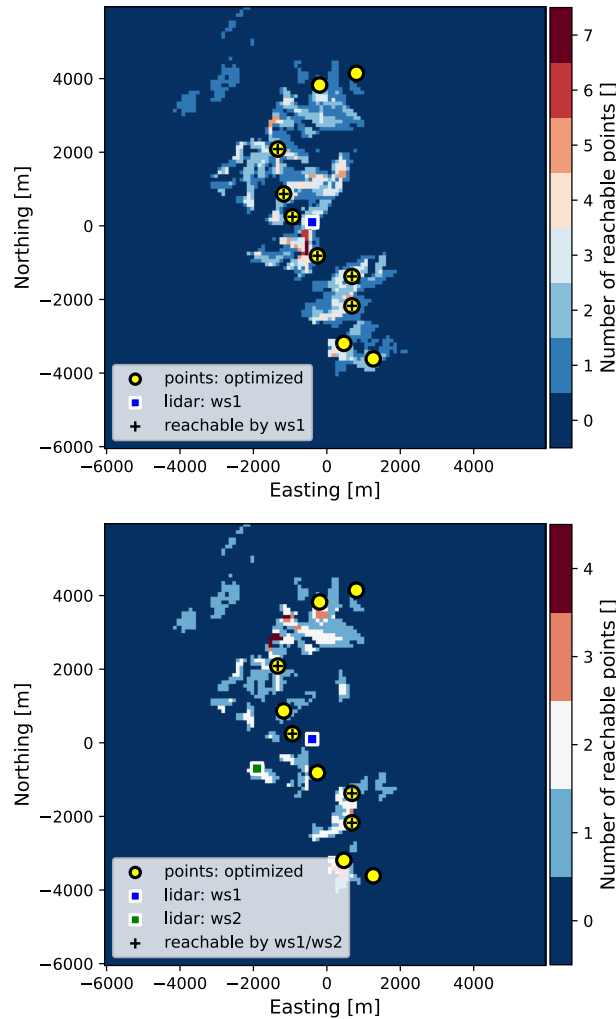 4000
2000
0
−2000
−4000
−6000
Northing [m]
points: optimized
lidar: ws1
reachable by ws1
−6000 −4000 −2000 0 2000 4000
Easting [m]
7
6
5
4
3
2
1
0
Number of reachable points []
4000
2000
0
−2000
−4000
−6000
Northing [m]
points: optimized
lidar: ws1
lidar: ws2
reachable by ws1/ws2
−6000 −4000 −2000 0 2000 4000
Easting [m]
4
3
2
1
0
Number of reachable points []